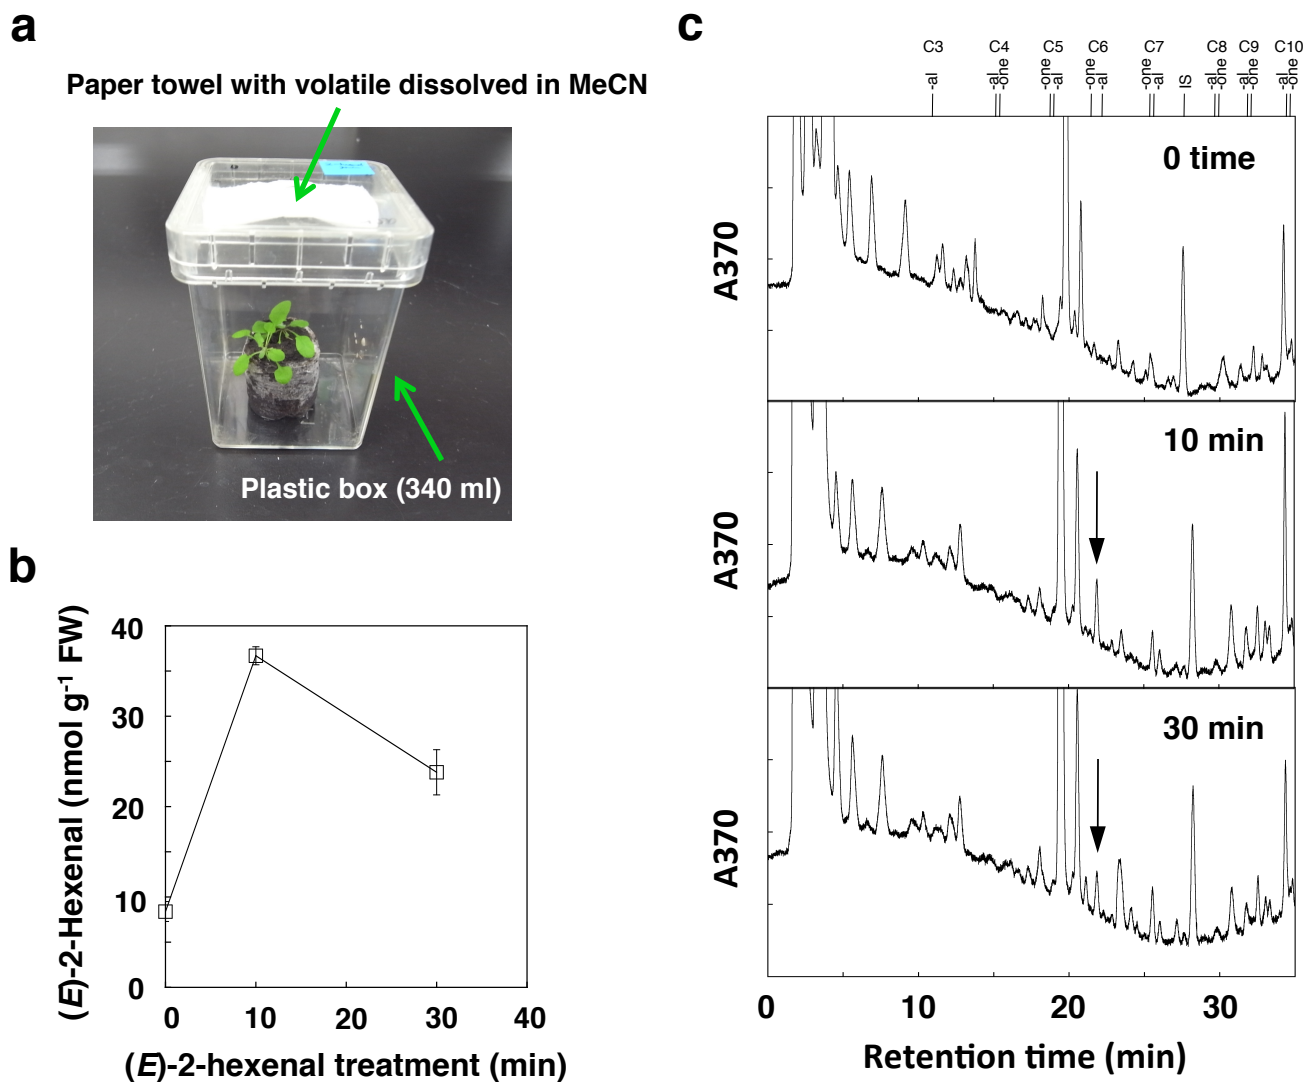 a
Paper towel with volatile dissolved in MeCN
Plastic box (340 ml)
b
(E)-2-Hexenal (nmol g⁻¹ FW)
40
30
20
10
0
0 10 20 30 40
(E)-2-hexenal treatment (min)
c
C3 C4 C5 C6 C7 C8 C9 C10
-al -al -one -one -al -one -al -one -al IS -al -one -al -one -al -one
0 time
A370
10 min
A370
30 min
A370
0 10 20 30
Retention time (min)